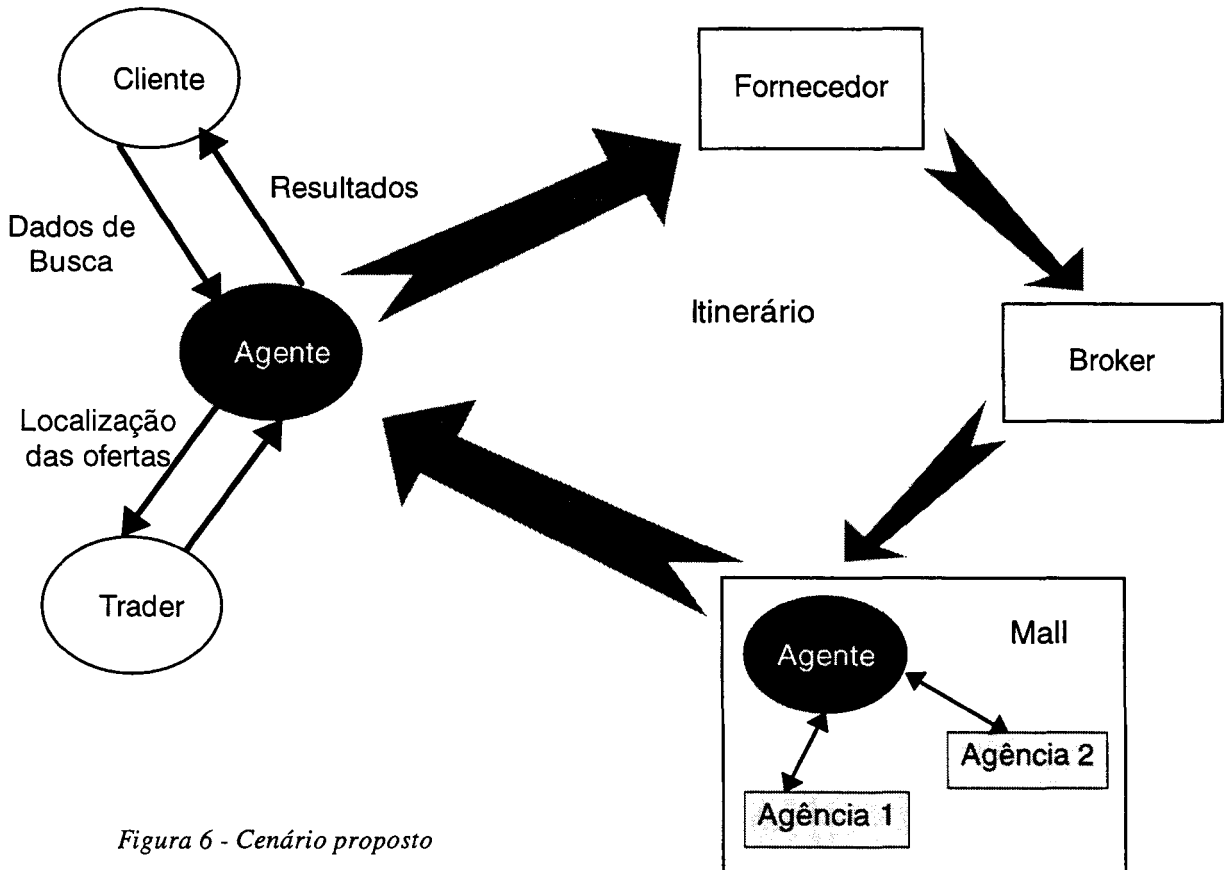 Cliente
Fornecedor
Resultados
Dados de
Busca
Itinerário
Agente
Broker
Localização
das ofertas
Trader
Mall
Agente
Agência 2
Agência 1
Figura 6 - Cenário proposto